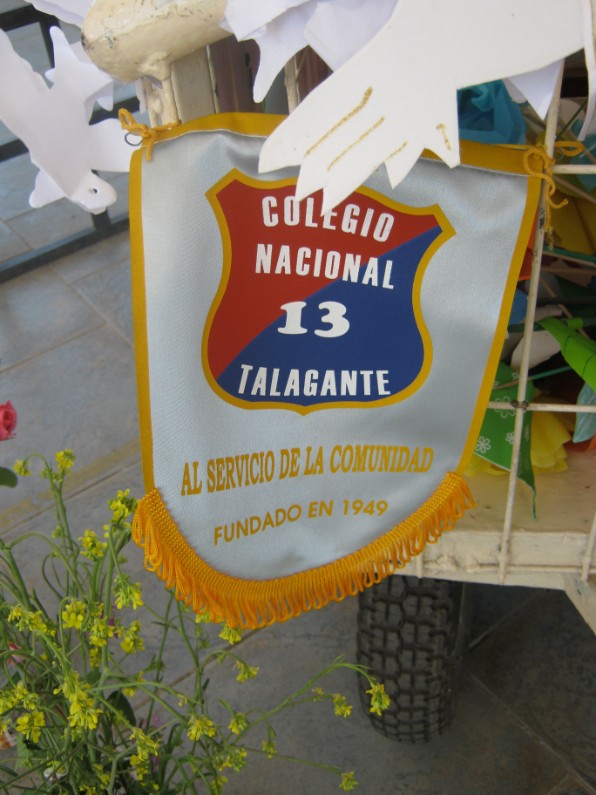 COLEGIO
NACIONAL
13
TALAGANTE
AL SERVICIO DE LA COMUNIDAD
FUNDADO EN 1949